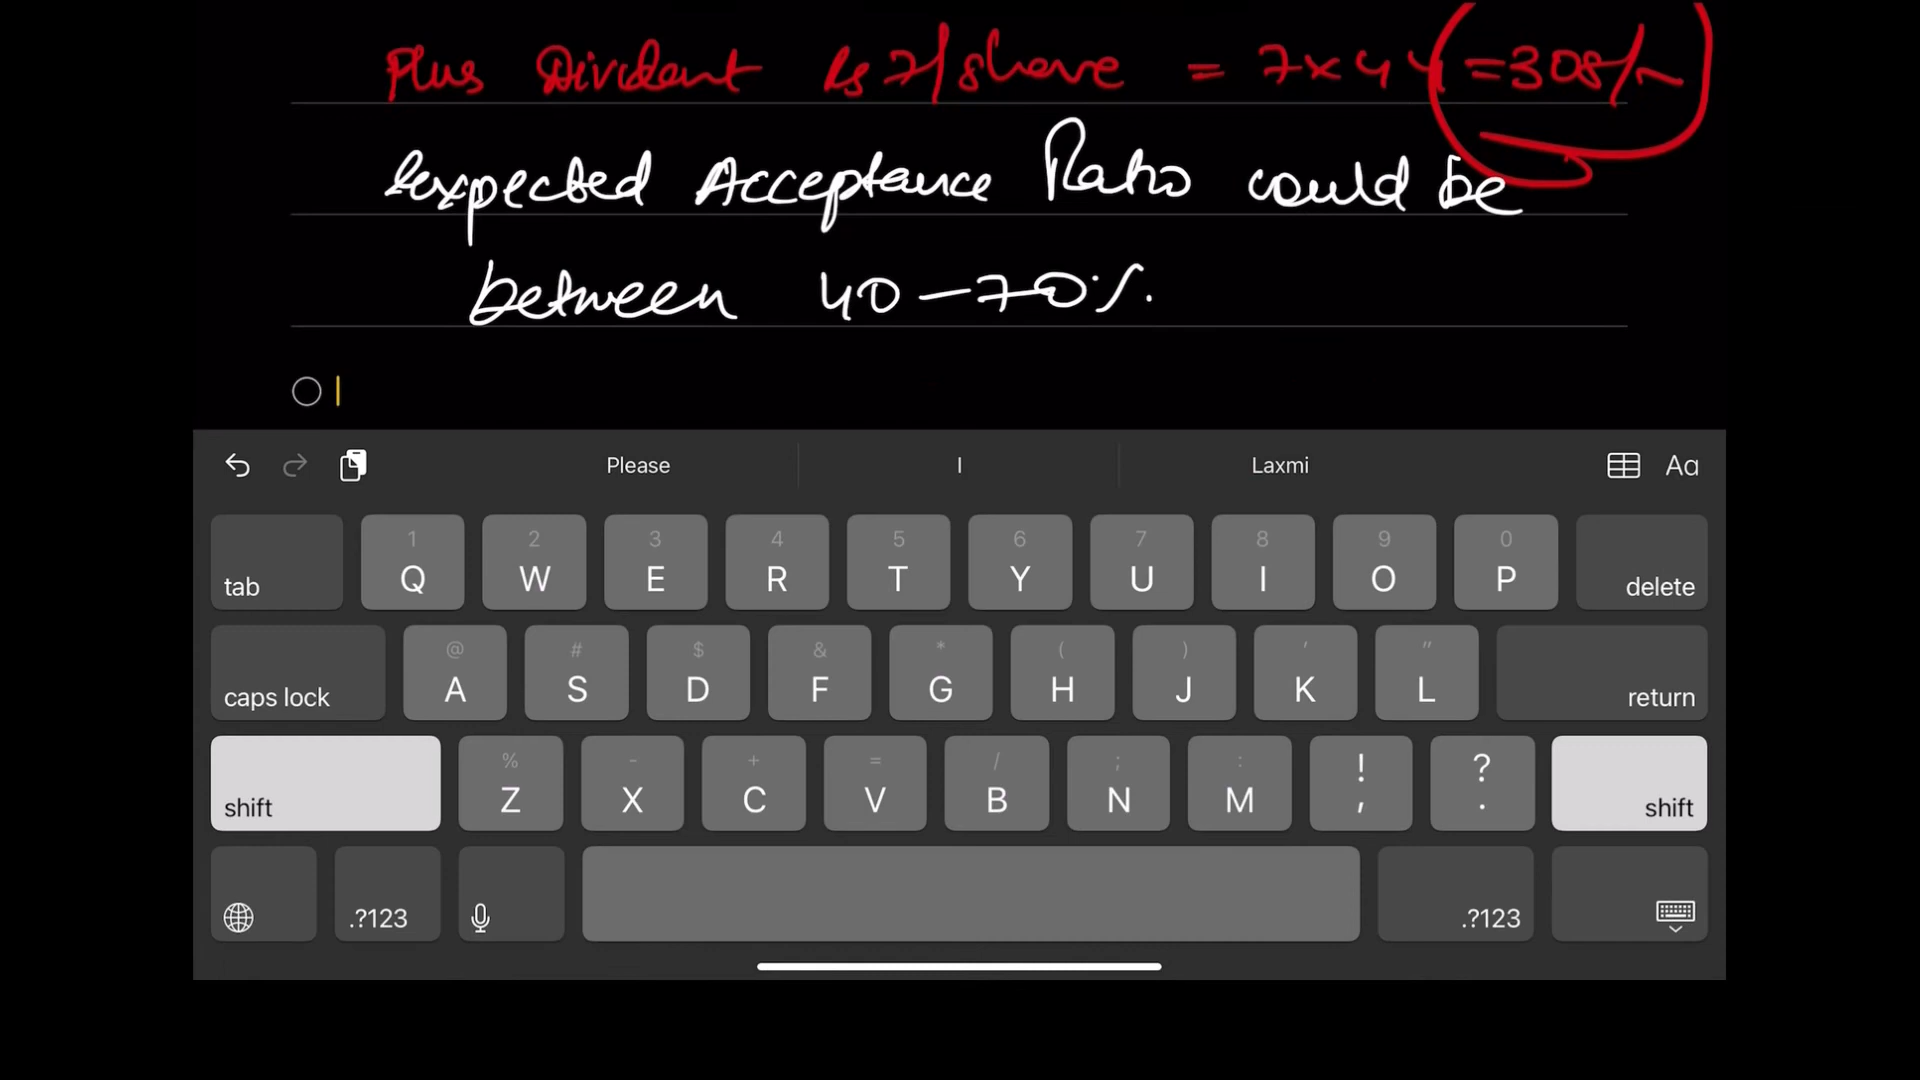 Plus Divident Rs 7/share = 7×44 =308/~
expected Acceptance Ratio could be
between 40-70%.
Please I Laxmi Aa
tab 1 Q 2 W 3 E 4 R 5 T 6 Y 7 U 8 I 9 O 0 P delete
caps lock @ A # S $ D & F * G ( H ) J ' K " L return
shift % Z - X + C = V / B ; N : M ! , ? . shift
.?123 .?123